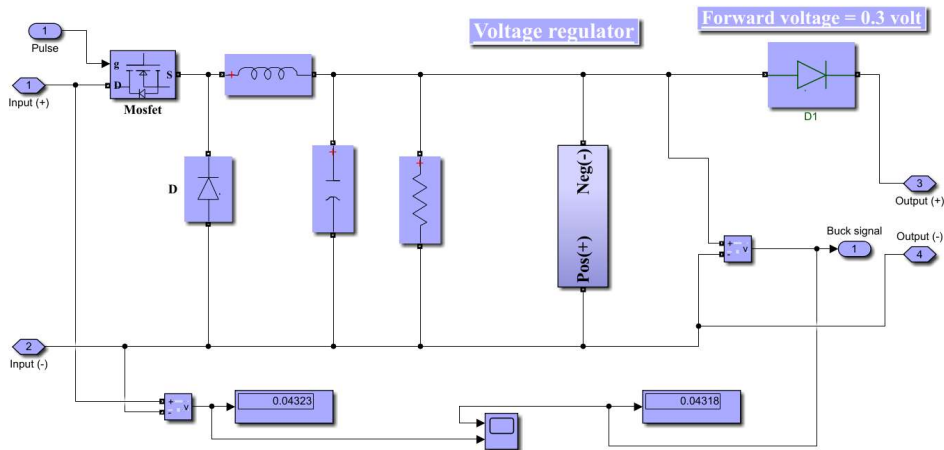 1
Pulse
Voltage regulator
Forward voltage = 0.3 volt
g
D
S
1
Input (+)
Mosfet
+
D1
D
+
+
Neg(-)
Pos(+)
3
Output (+)
Buck signal
Output (-)
+
-
v
1
4
2
Input (-)
+
-
v
0.04323
0.04318